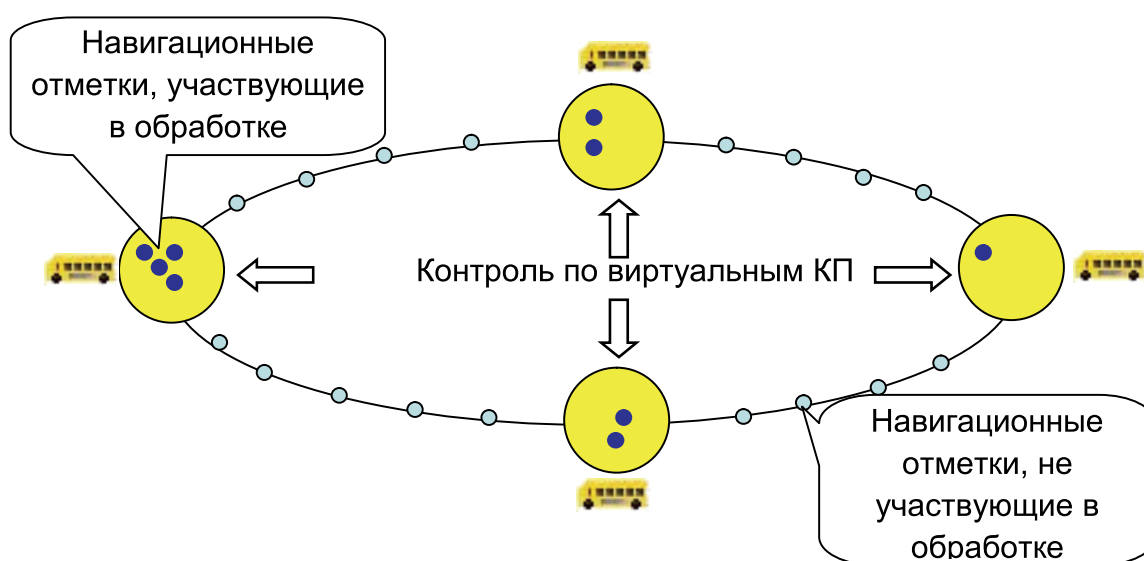 Навигационные
отметки, участвующие
в обработке
Контроль по виртуальным КП
Навигационные
отметки, не
участвующие в
обработке